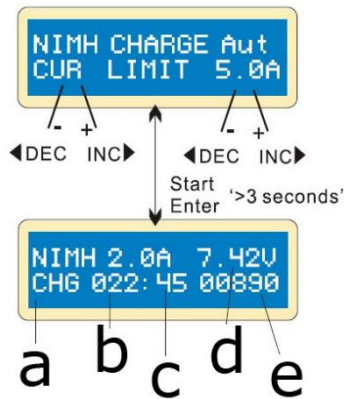 NIMH CHARGE Aut
CUR LIMIT 5.0A
- + - +
◀DEC INC▶ ◀DEC INC▶
Start
Enter '>3 seconds'
NIMH 2.0A 7.42V
CHG 022:45 00890
a b c d e